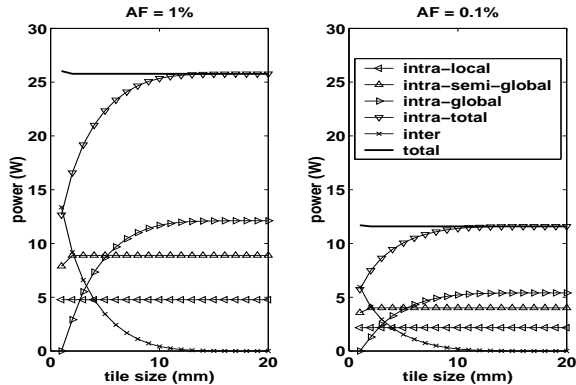 AF = 1%
30
25
20
15
10
5
0
power (W)
0 10 20
tile size (mm)
AF = 0.1%
30
25
20
15
10
5
0
power (W)
0 10 20
tile size (mm)
intra−local
intra−semi−global
intra−global
intra−total
inter
total